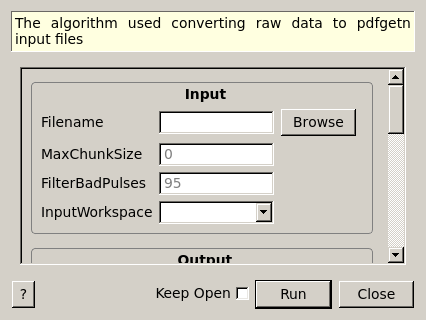 The algorithm used converting raw data to pdfgetn
input files
Input
Filename
Browse
MaxChunkSize
0
FilterBadPulses
95
InputWorkspace
Output
?
Keep Open
Run
Close